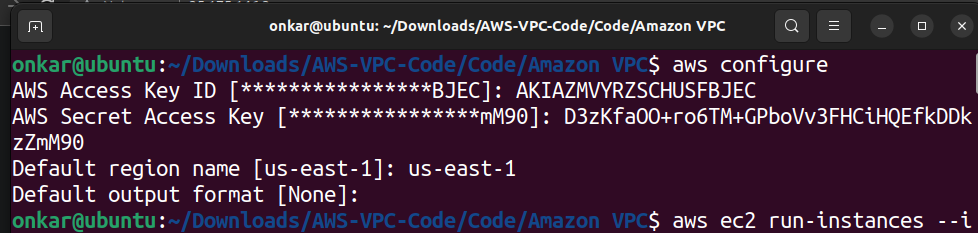 onkar@ubuntu: ~/Downloads/AWS-VPC-Code/Code/Amazon VPC
onkar@ubuntu:~/Downloads/AWS-VPC-Code/Code/Amazon VPC$ aws configure
AWS Access Key ID [****************BJEC]: AKIAZMVYRZSCHUSFBJEC
AWS Secret Access Key [****************mM90]: D3zKfaOO+ro6TM+GPboVv3FHCiHQEfkDDk
zZmM90
Default region name [us-east-1]: us-east-1
Default output format [None]:
onkar@ubuntu:~/Downloads/AWS-VPC-Code/Code/Amazon VPC$ aws ec2 run-instances --i